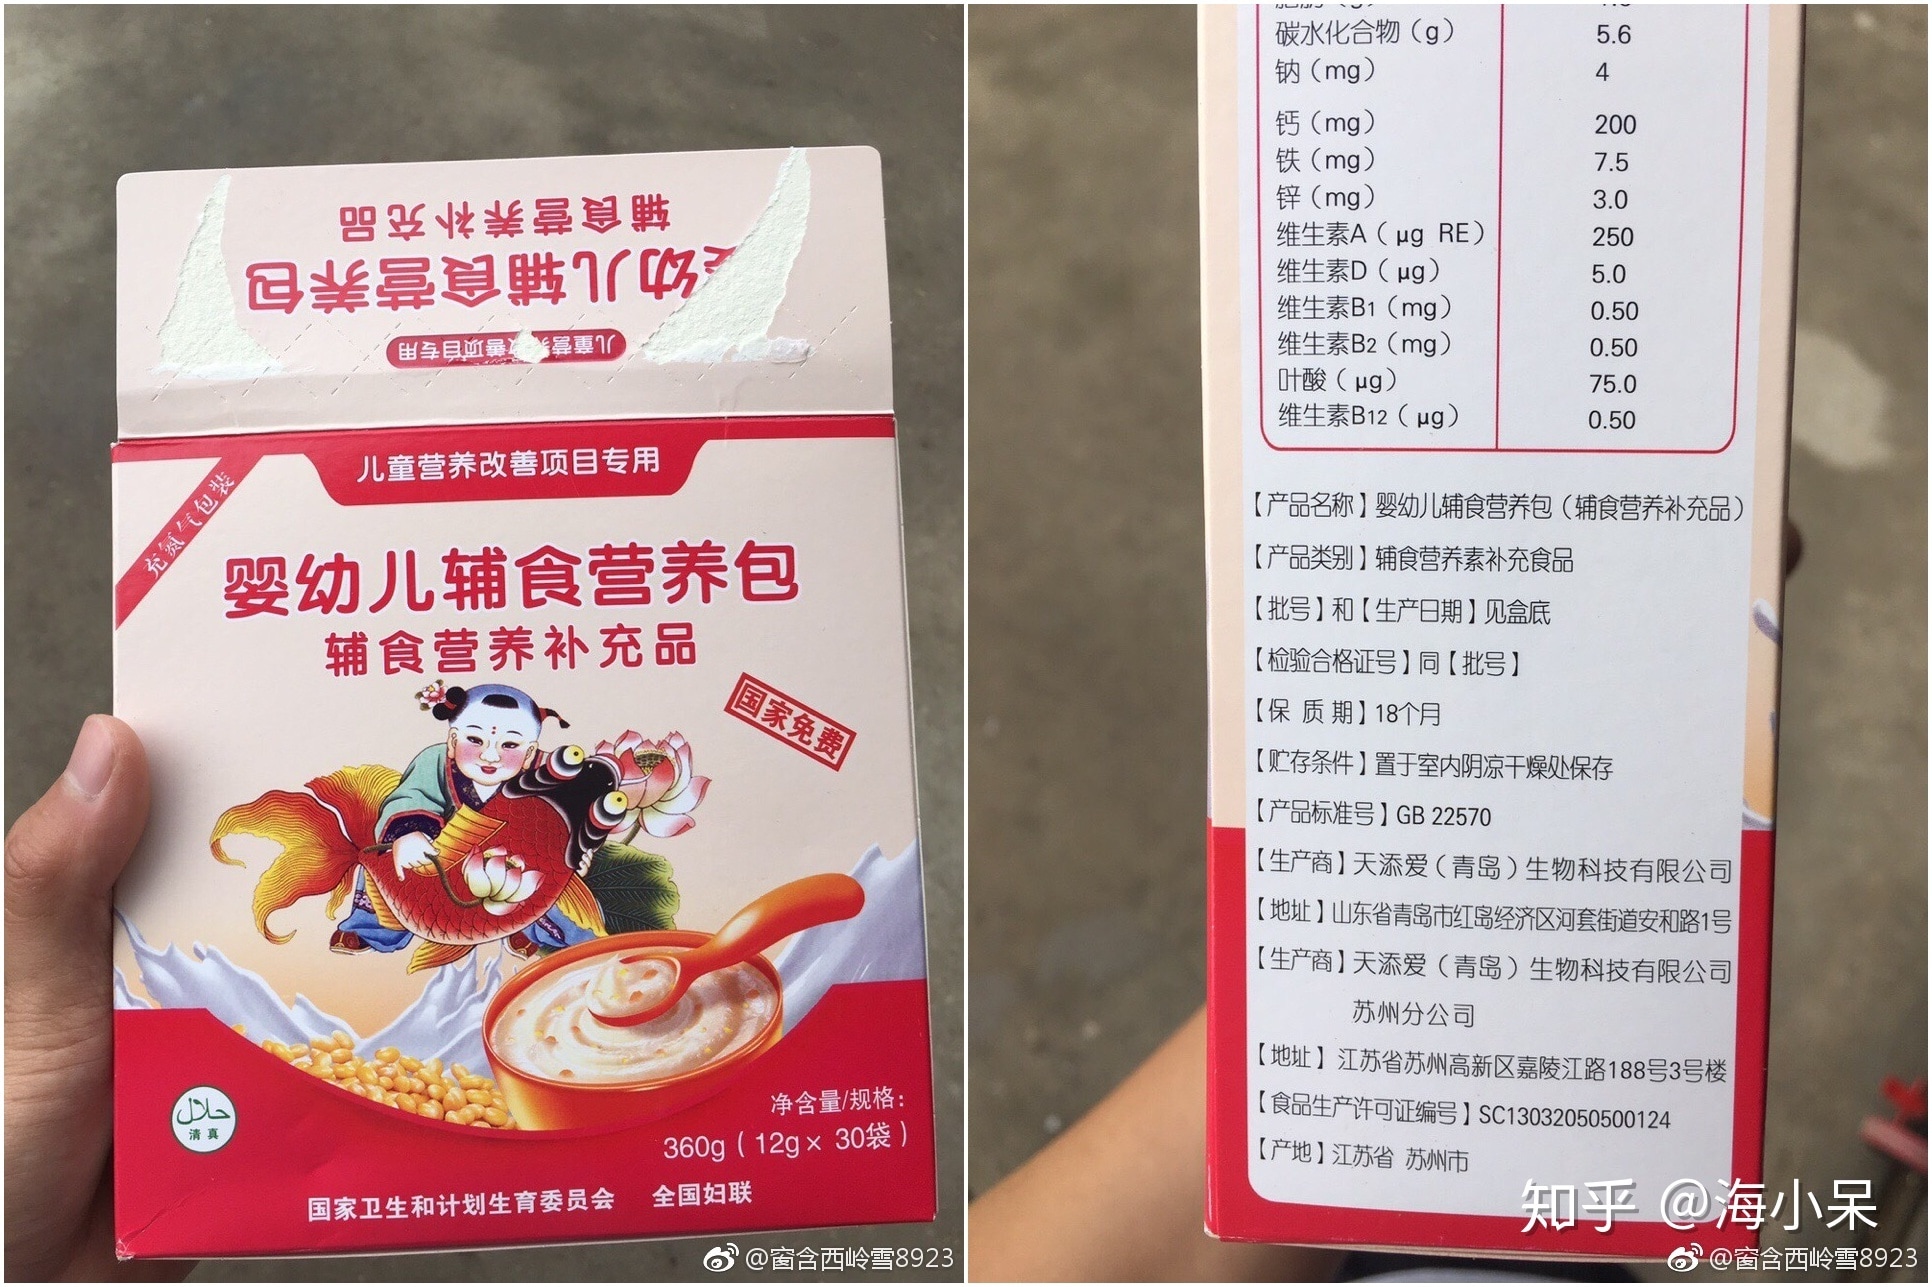 辅食营养补充品
幼儿辅食营养包
儿童营养改善项目专用
儿童营养改善项目专用
充氮气包装
婴幼儿辅食营养包
辅食营养补充品
国家免费
حلال
清真
净含量/规格:
360g（12g× 30袋）
国家卫生和计划生育委员会 全国妇联
@窗含西岭雪8923
碳水化合物（g） 5.6
钠（mg） 4
钙（mg） 200
铁（mg） 7.5
锌（mg） 3.0
维生素A（μg RE） 250
维生素D（μg） 5.0
维生素B1（mg） 0.50
维生素B2（mg） 0.50
叶酸（μg） 75.0
维生素B12（μg） 0.50
【产品名称】婴幼儿辅食营养包（辅食营养补充品）
【产品类别】辅食营养素补充食品
【批号】和【生产日期】见盒底
【检验合格证号】同【批号】
【保 质 期】18个月
【贮存条件】置于室内阴凉干燥处保存
【产品标准号】GB 22570
【生产商】天添爱（青岛）生物科技有限公司
【地址】山东省青岛市红岛经济区河套街道安和路1号
【生产商】天添爱（青岛）生物科技有限公司
苏州分公司
【地址】江苏省苏州高新区嘉陵江路188号3号楼
【食品生产许可证编号】SC13032050500124
【产地】江苏省 苏州市
知乎 @海小呆
@窗含西岭雪8923